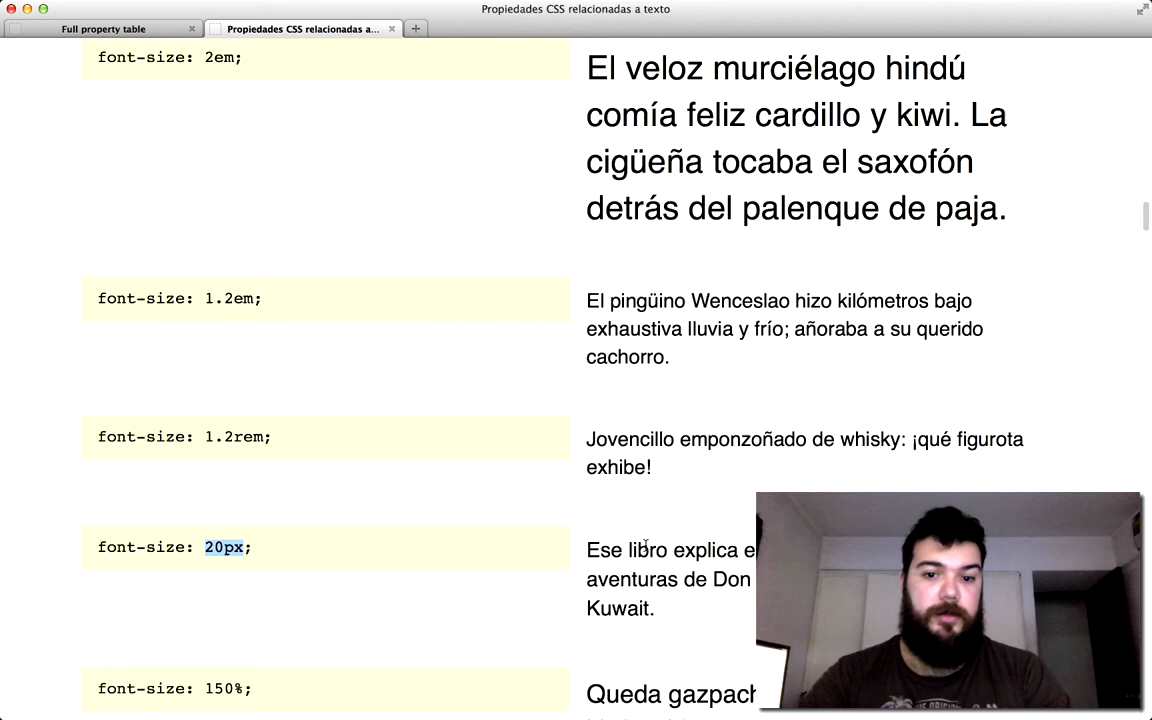 Propiedades CSS relacionadas a texto
Full property table
Propiedades CSS relacionadas a...
font-size: 2em;
El veloz murciélago hindú
comía feliz cardillo y kiwi. La
cigüeña tocaba el saxofón
detrás del palenque de paja.
font-size: 1.2em;
El pingüino Wenceslao hizo kilómetros bajo
exhaustiva lluvia y frío; añoraba a su querido
cachorro.
font-size: 1.2rem;
Jovencillo emponzoñado de whisky: ¡qué figurota
exhibe!
font-size: 20px;
Ese libro explica e
aventuras de Don
Kuwait.
font-size: 150%;
Queda gazpach